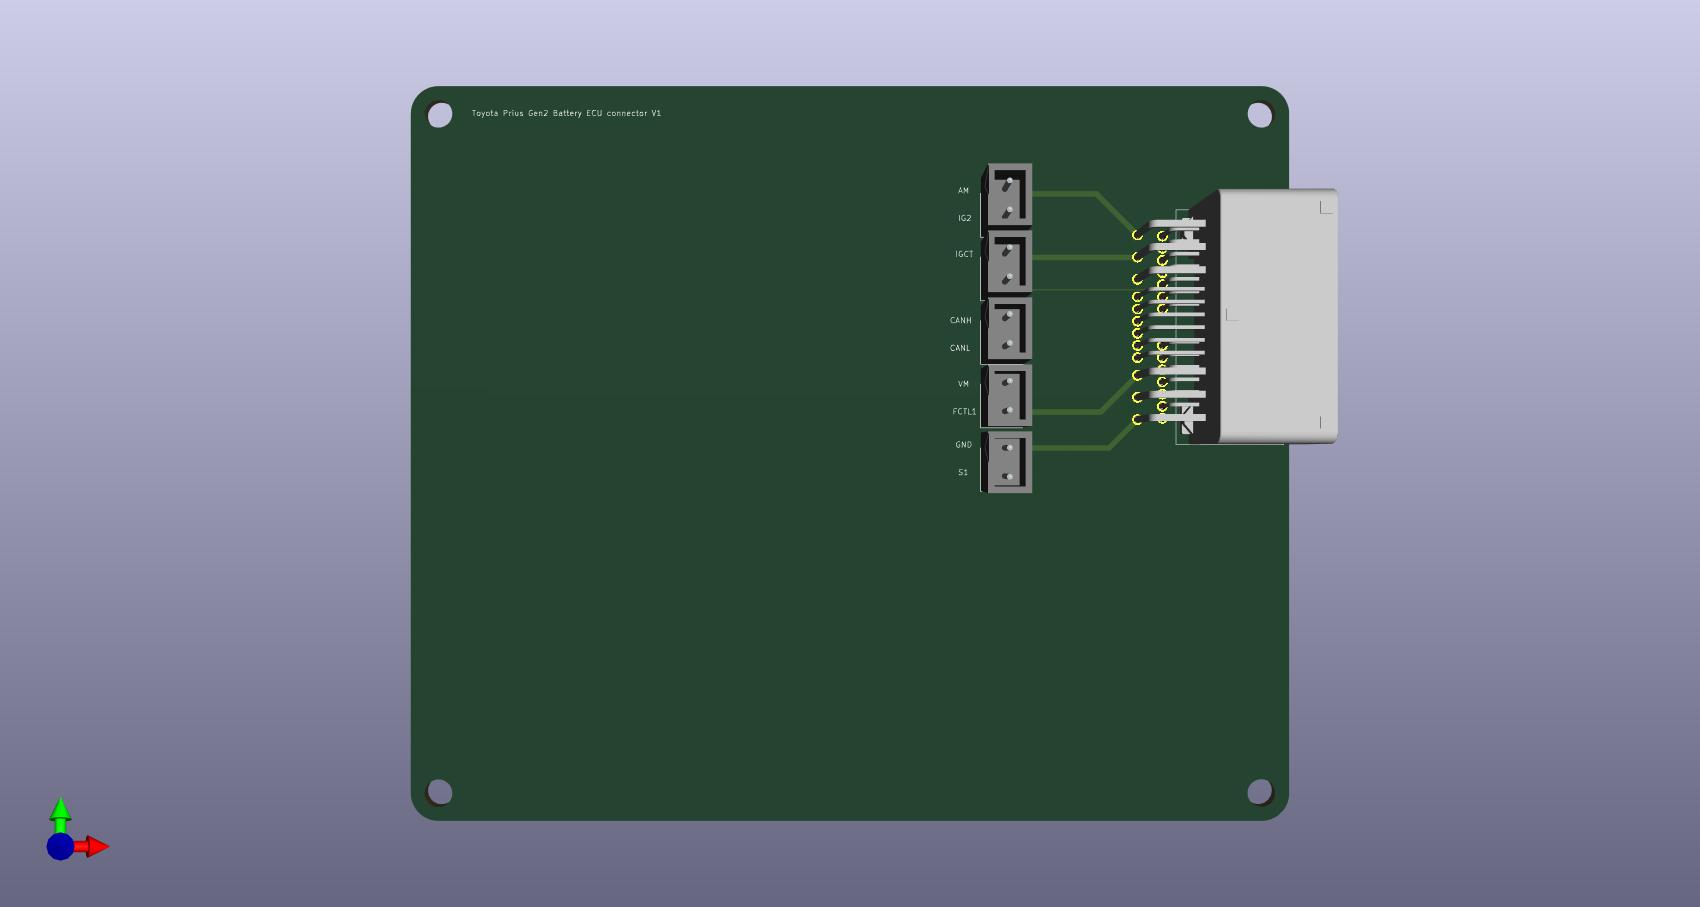 Toyota Prius Gen2 Battery ECU connector V1
AM
IG2
IGCT
CANH
CANL
VM
FCTL1
GND
S1